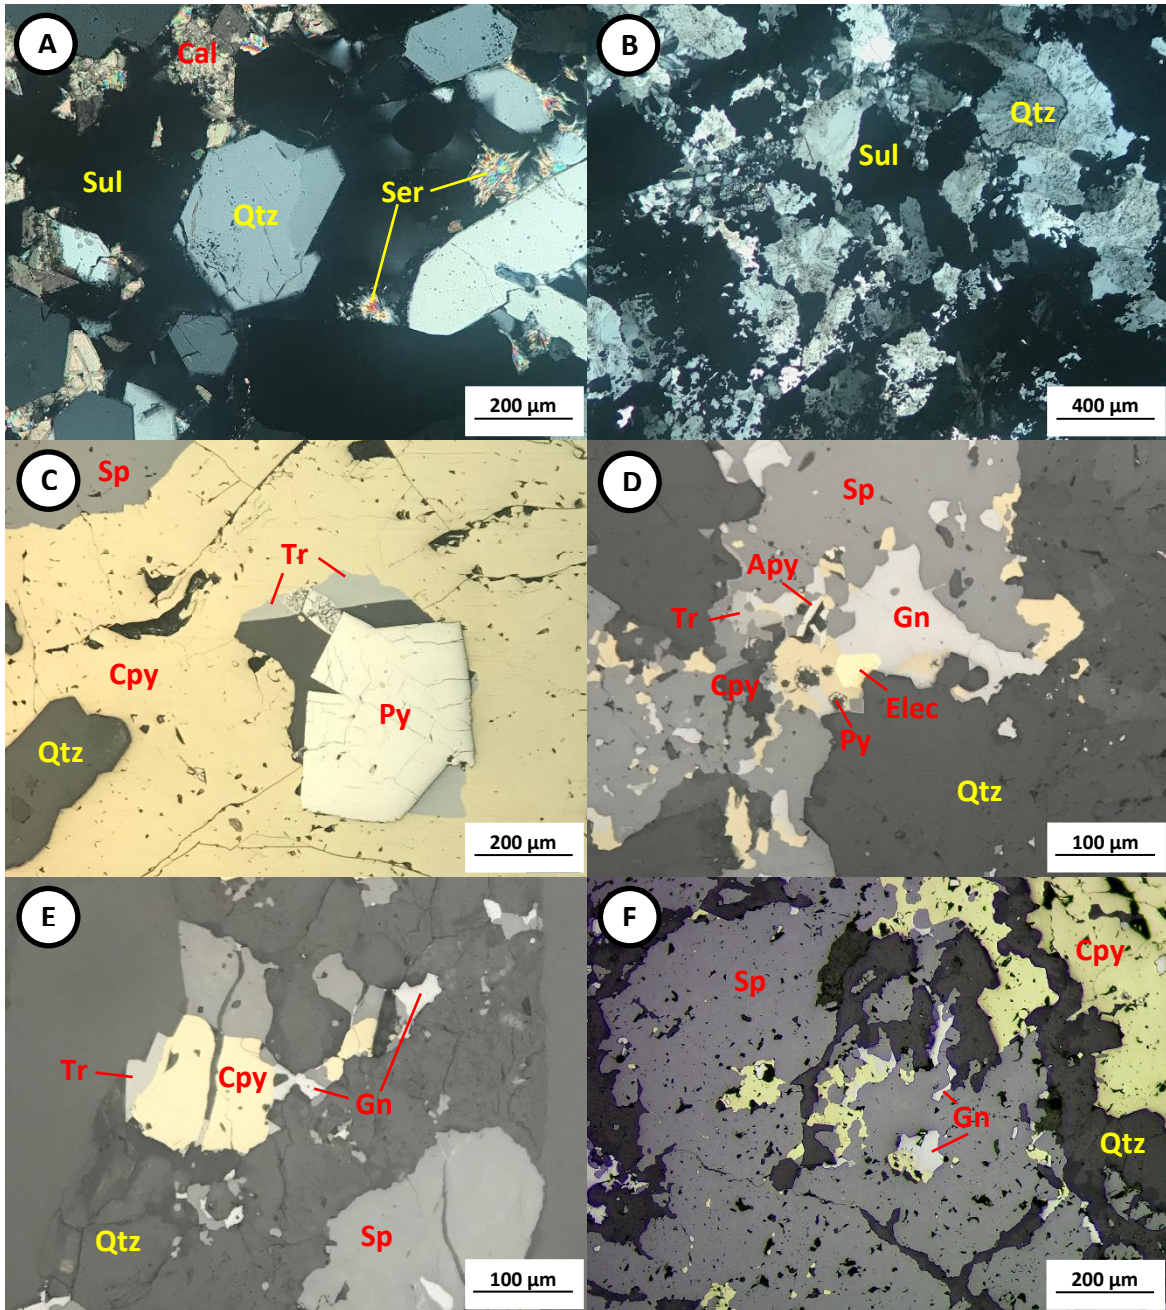 A
Cal
Sul
Qtz
Ser
200 µm
B
Qtz
Sul
400 µm
C
Sp
Tr
Cpy
Py
Qtz
200 µm
D
Sp
Apy
Tr
Gn
Cpy
Elec
Py
Qtz
100 µm
E
Tr
Cpy
Gn
Qtz
Sp
100 µm
F
Cpy
Sp
Gn
Qtz
200 µm